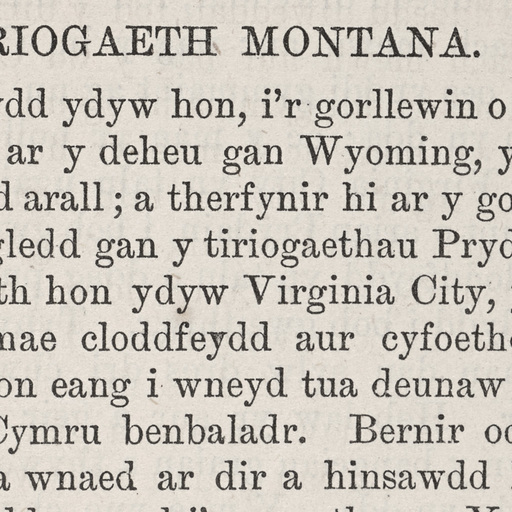 RIOGAETH MONTANA.
ydd ydyw hon, i'r gorllewin o
ar y deheu gan Wyoming, y
d arall; a therfynir hi ar y go
gledd gan y tiriogaethau Pryd
th hon ydyw Virginia City,
mae cloddfeydd aur cyfoetho
on eang i wneyd tua deunaw
Cymru benbaladr. Bernir oc
a wnaed ar dir a hinsawdd